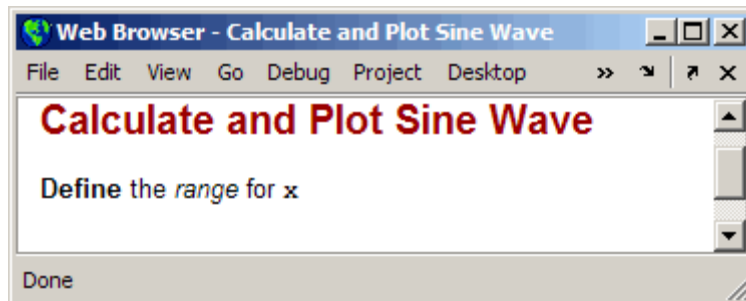 Web Browser - Calculate and Plot Sine Wave
File Edit View Go Debug Project Desktop »
Calculate and Plot Sine Wave
Define the range for x
Done